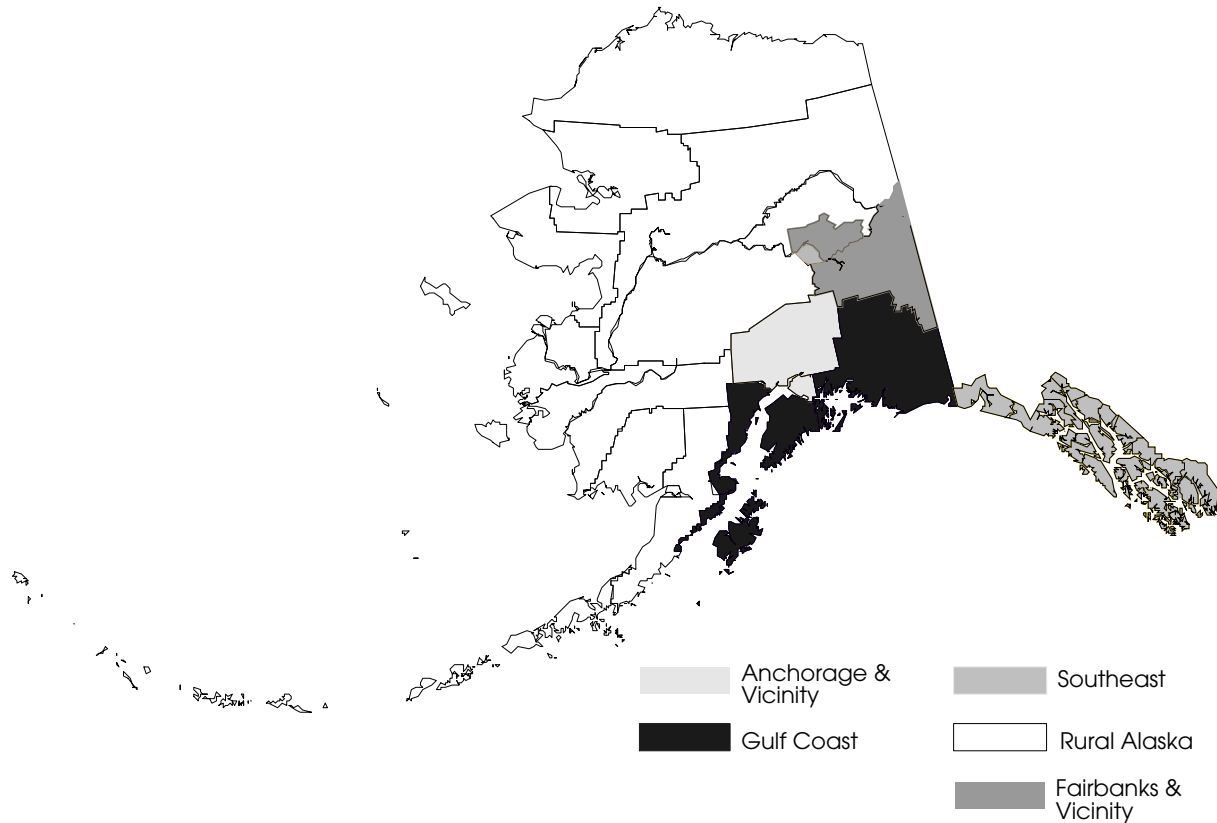 Anchorage &
Vicinity
Gulf Coast
Southeast
Rural Alaska
Fairbanks &
Vicinity